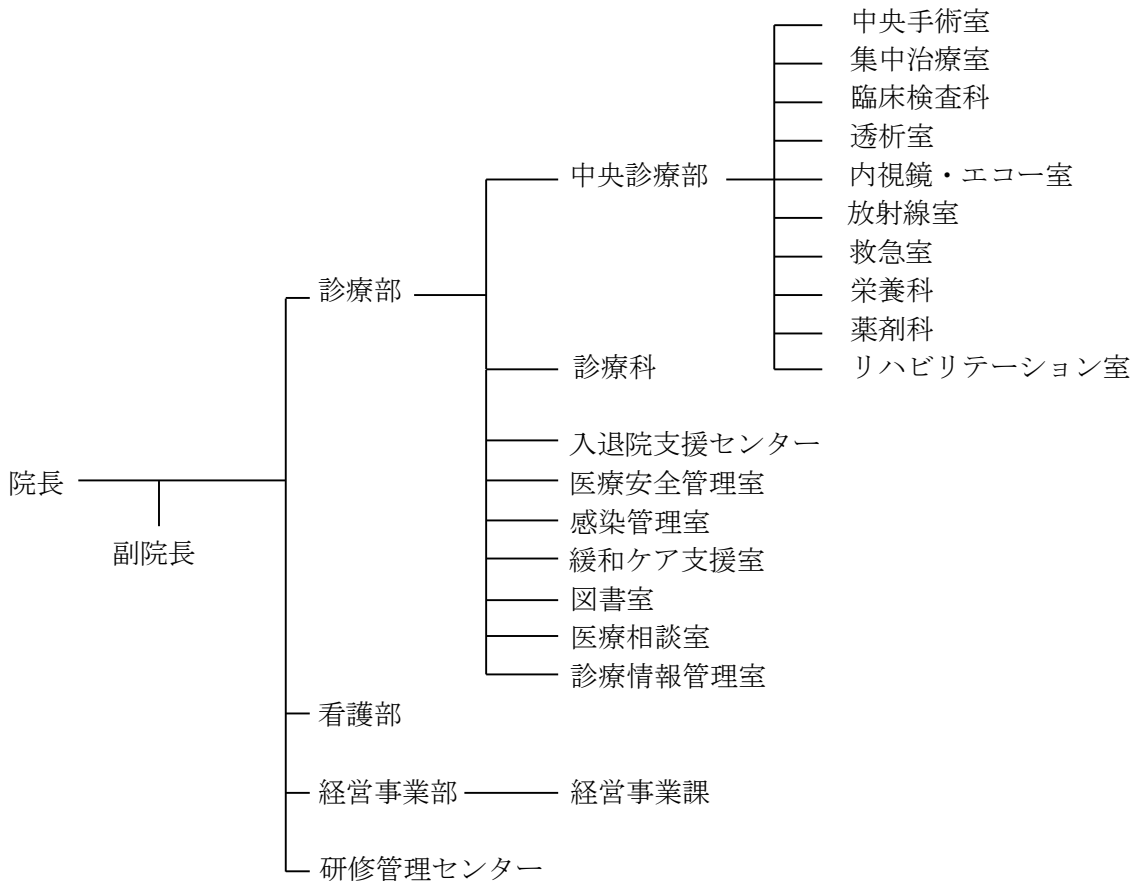 中央手術室
集中治療室
臨床検査科
透析室
中央診療部
内視鏡・エコー室
放射線室
救急室
診療部
栄養科
薬剤科
診療科
リハビリテーション室
入退院支援センター
院長
医療安全管理室
感染管理室
副院長
緩和ケア支援室
図書室
医療相談室
診療情報管理室
看護部
経営事業部
経営事業課
研修管理センター